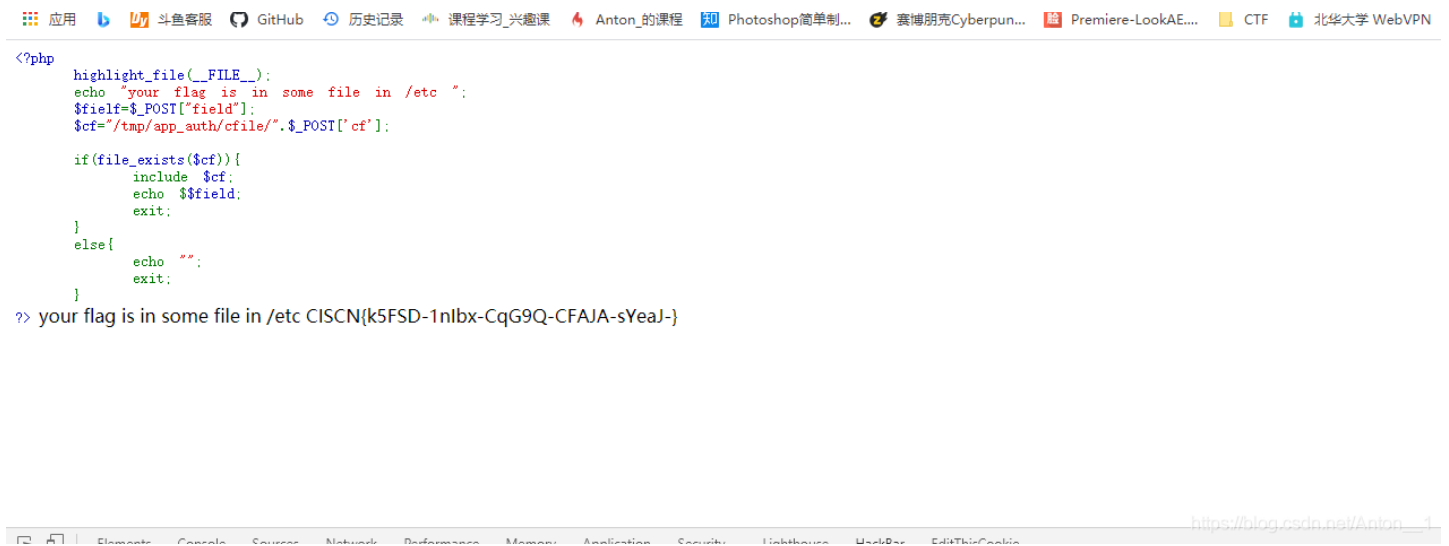 应用 斗鱼客服 GitHub 历史记录 课程学习_兴趣课 Anton_的课程 知 Photoshop简单制... 赛博朋克Cyberpun... Premiere-LookAE.... CTF 北华大学 WebVPN
<?php
highlight_file(__FILE__);
echo "your flag is in some file in /etc ";
$fielf=$_POST["field"];
$cf="/tmp/app_auth/cfile/".$_POST['cf'];
if(file_exists($cf)){
include $cf;
echo $$field;
exit;
}
else{
echo "";
exit;
}
?> your flag is in some file in /etc CISCN{k5FSD-1nIbx-CqG9Q-CFAJA-sYeaJ-}
https://blog.csdn.net/Anton__1
Elements Console Sources Network Performance Memory Application Security Lighthouse HackBar EditThisCookie